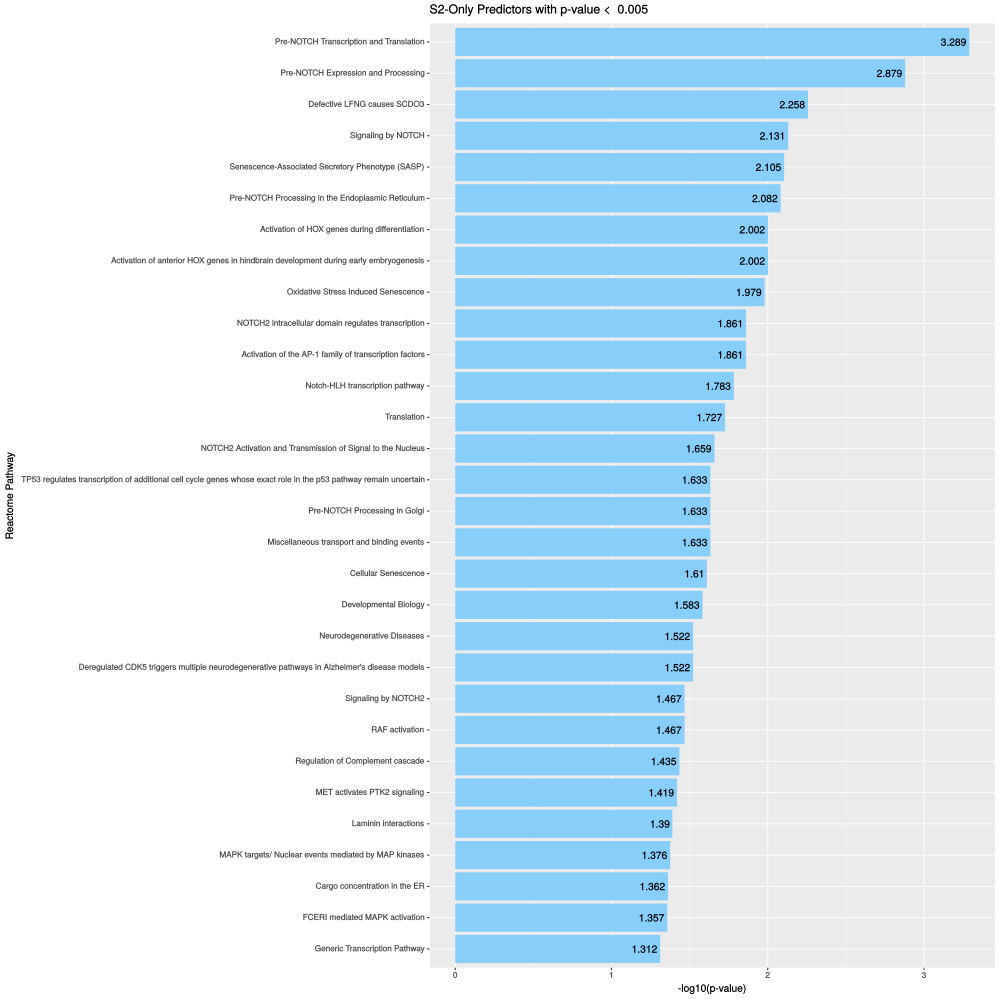 S2-Only Predictors with p-value < 0.005
Pre-NOTCH Transcription and Translation 3.289
Pre-NOTCH Expression and Processing 2.879
Defective LFNG causes SCDO3 2.258
Signaling by NOTCH 2.131
Senescence-Associated Secretory Phenotype (SASP) 2.105
Pre-NOTCH Processing in the Endoplasmic Reticulum 2.082
Activation of HOX genes during differentiation 2.002
Activation of anterior HOX genes in hindbrain development during early embryogenesis 2.002
Oxidative Stress Induced Senescence 1.979
NOTCH2 intracellular domain regulates transcription 1.861
Activation of the AP-1 family of transcription factors 1.861
Notch-HLH transcription pathway 1.783
Translation 1.727
NOTCH2 Activation and Transmission of Signal to the Nucleus 1.659
TP53 regulates transcription of additional cell cycle genes whose exact role in the p53 pathway remain uncertain 1.633
Pre-NOTCH Processing in Golgi 1.633
Miscellaneous transport and binding events 1.633
Cellular Senescence 1.61
Developmental Biology 1.583
Neurodegenerative Diseases 1.522
Deregulated CDK5 triggers multiple neurodegenerative pathways in Alzheimer's disease models 1.522
Signaling by NOTCH2 1.467
RAF activation 1.467
Regulation of Complement cascade 1.435
MET activates PTK2 signaling 1.419
Laminin interactions 1.39
MAPK targets/ Nuclear events mediated by MAP kinases 1.376
Cargo concentration in the ER 1.362
FCERI mediated MAPK activation 1.357
Generic Transcription Pathway 1.312
0 1 2 3
-log10(p-value)
Reactome Pathway